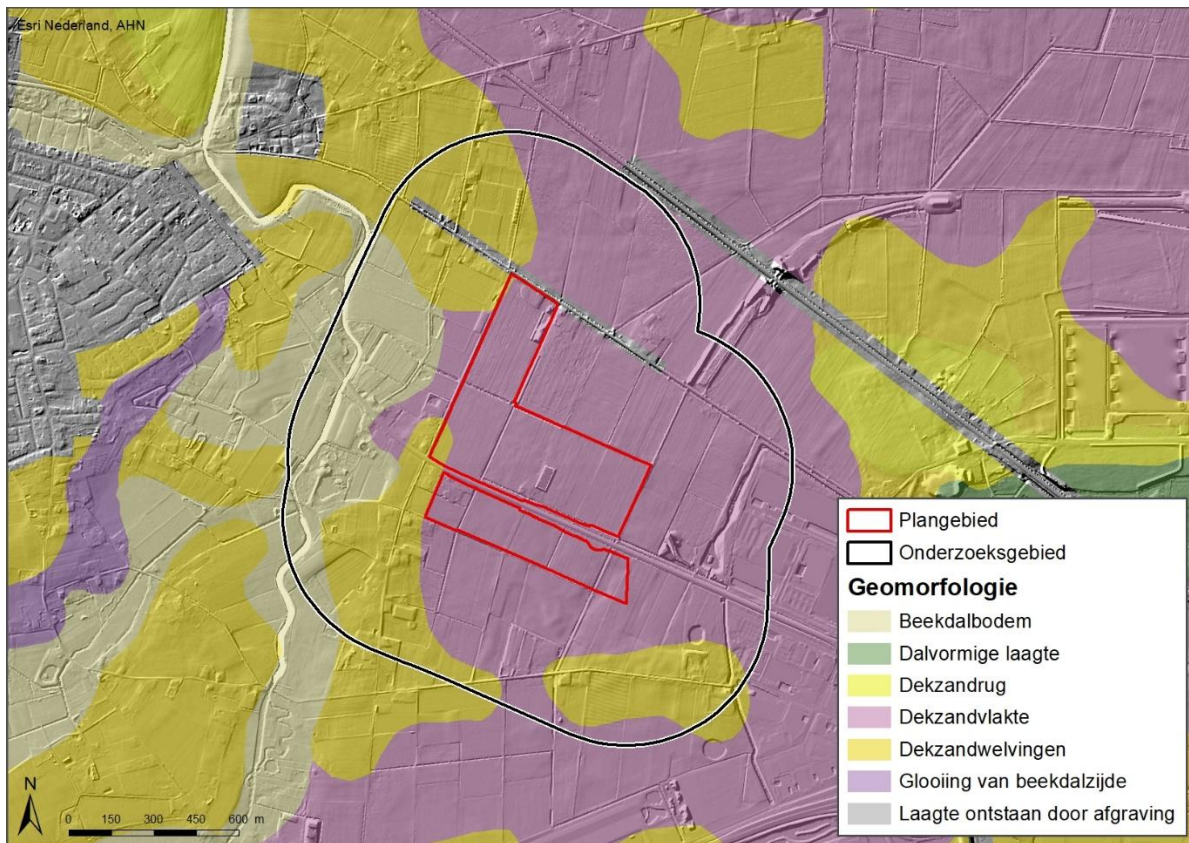 Esri Nederland, AHN
Plangebied
Onderzoeksgebied
Geomorfologie
Beekdalbodem
Dalvormige laagte
Dekzandrug
Dekzandvlakte
Dekzandwelvingen
Glooiing van beekdalzijde
Laagte ontstaan door afgraving
N
0 150 300 450 600 m